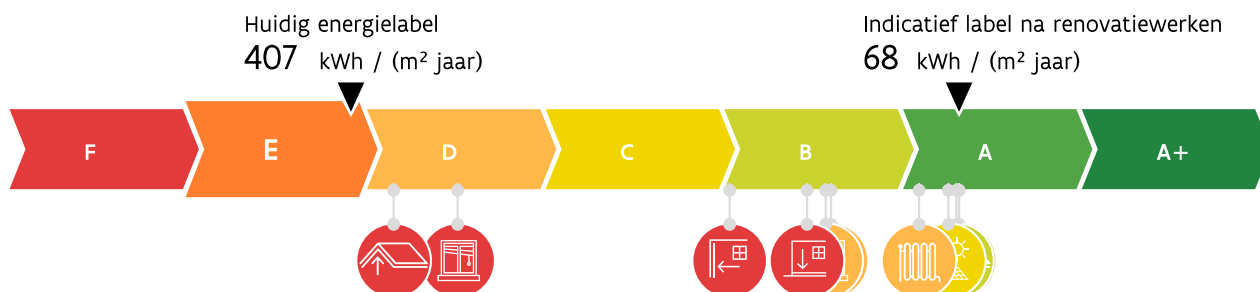 Huidig energielabel
407 kWh / (m² jaar)
Indicatief label na renovatiewerken
68 kWh / (m² jaar)
F
E
D
C
B
A
A+